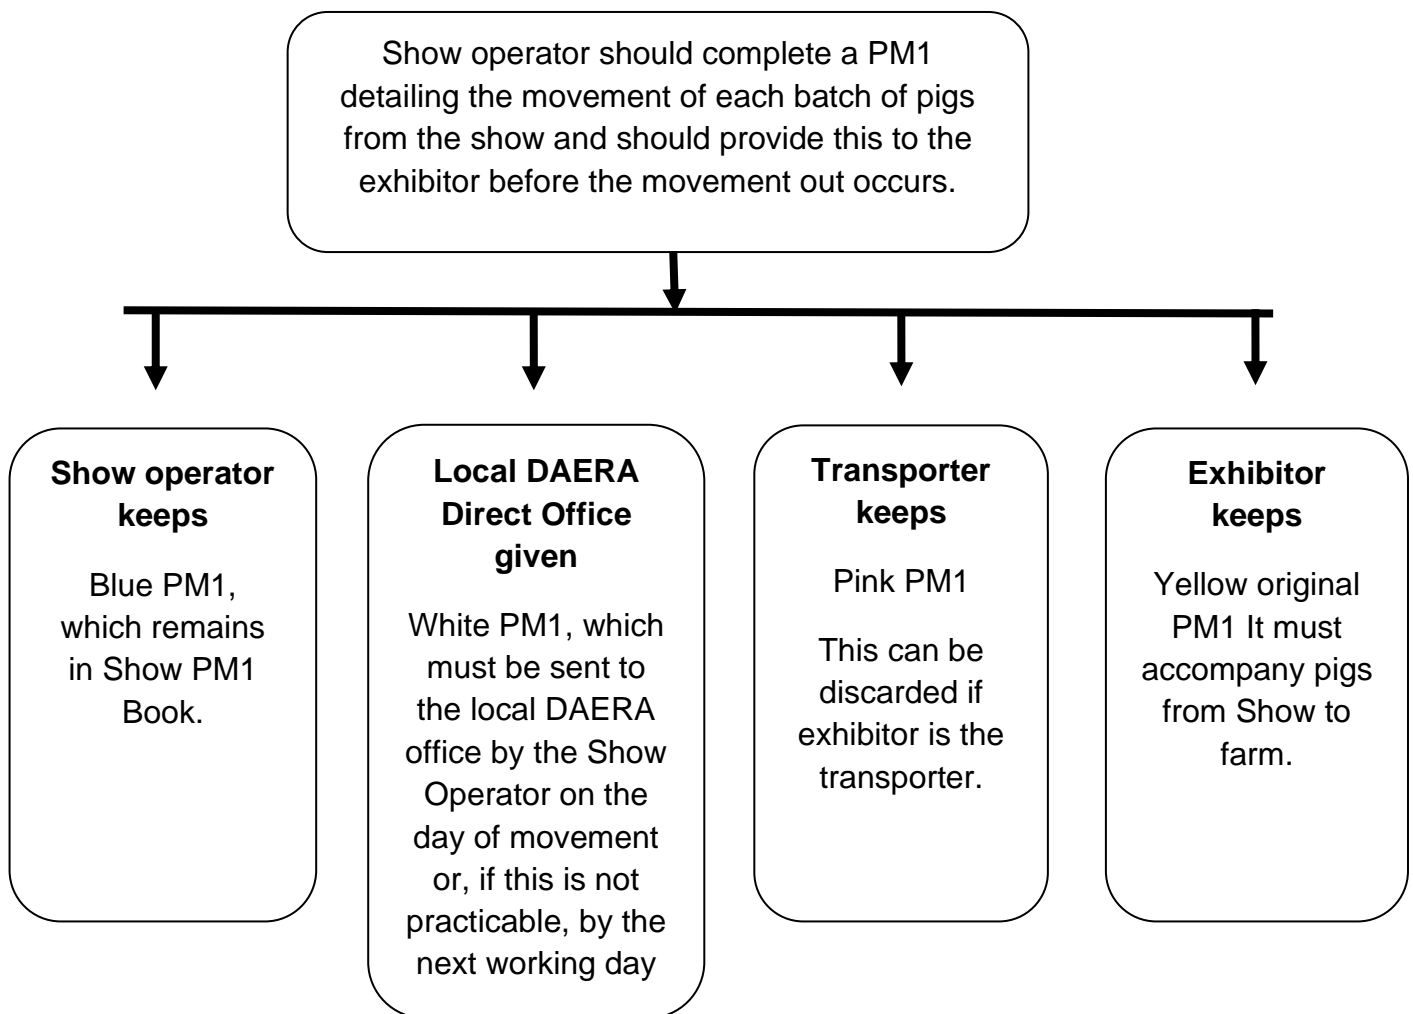 Show operator should complete a PM1
detailing the movement of each batch of pigs
from the show and should provide this to the
exhibitor before the movement out occurs.
Show operator
keeps
Blue PM1,
which remains
in Show PM1
Book.
Local DAERA
Direct Office
given
White PM1, which
must be sent to
the local DAERA
office by the Show
Operator on the
day of movement
or, if this is not
practicable, by the
next working day
Transporter
keeps
Pink PM1
This can be
discarded if
exhibitor is the
transporter.
Exhibitor
keeps
Yellow original
PM1 It must
accompany pigs
from Show to
farm.